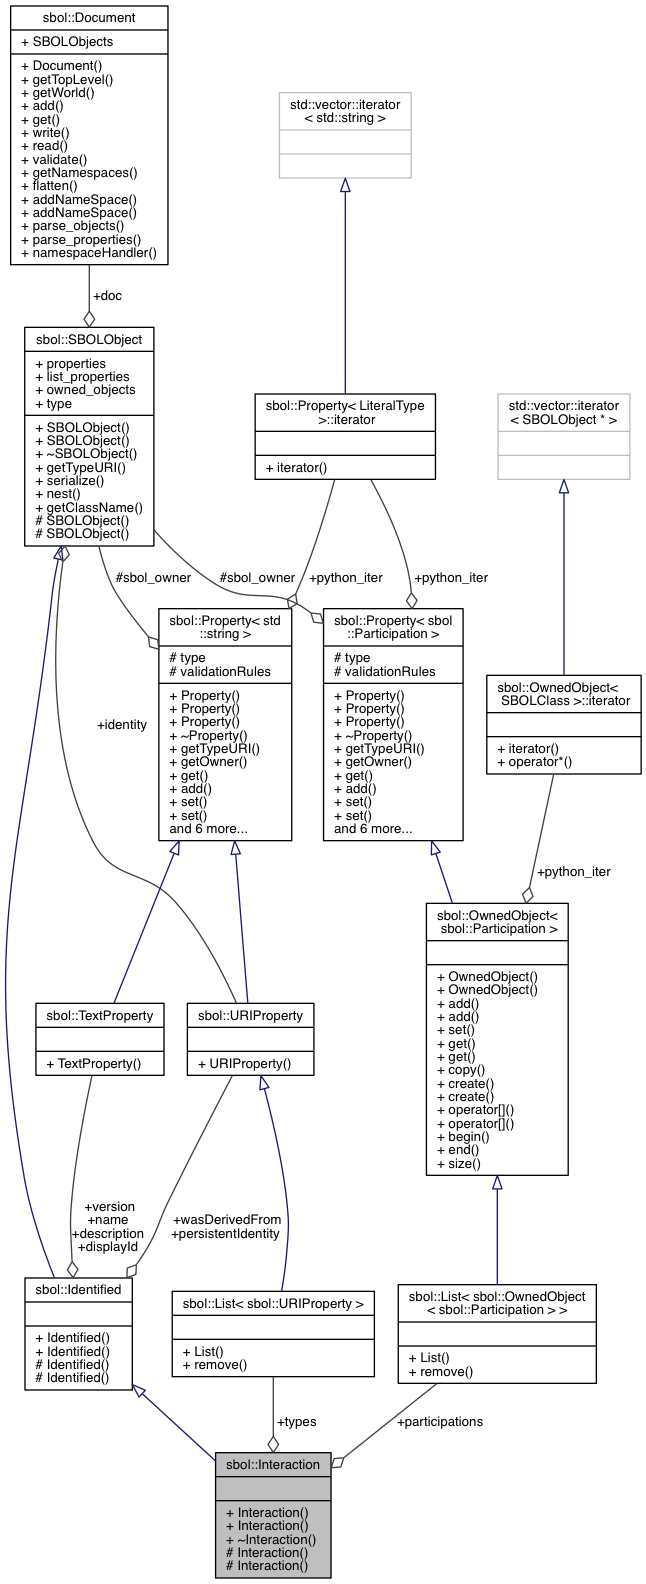 sbol::Document
+ SBOLObjects
+ Document()
+ getTopLevel()
+ getWorld()
+ add()
+ get()
+ write()
+ read()
+ validate()
+ getNamespaces()
+ flatten()
+ addNameSpace()
+ addNameSpace()
+ parse_objects()
+ parse_properties()
+ namespaceHandler()
std::vector::iterator
< std::string >
+doc
sbol::SBOLObject
+ properties
+ list_properties
+ owned_objects
+ type
+ SBOLObject()
+ SBOLObject()
+ ~SBOLObject()
+ getTypeURI()
+ serialize()
+ nest()
+ getClassName()
# SBOLObject()
# SBOLObject()
sbol::Property< LiteralType
>::iterator
+ iterator()
std::vector::iterator
< SBOLObject * >
#sbol_owner
#sbol_owner
+python_iter
+python_iter
sbol::Property< std
::string >
# type
# validationRules
+ Property()
+ Property()
+ Property()
+ ~Property()
+ getTypeURI()
+ getOwner()
+ get()
+ add()
+ set()
+ set()
and 6 more...
sbol::Property< sbol
::Participation >
# type
# validationRules
+ Property()
+ Property()
+ Property()
+ ~Property()
+ getTypeURI()
+ getOwner()
+ get()
+ add()
+ set()
+ set()
and 6 more...
sbol::OwnedObject<
SBOLClass >::iterator
+ iterator()
+ operator*()
+identity
+python_iter
sbol::OwnedObject<
sbol::Participation >
+ OwnedObject()
+ OwnedObject()
+ add()
+ add()
+ set()
+ get()
+ get()
+ copy()
+ create()
+ create()
+ operator[]()
+ operator[]()
+ begin()
+ end()
+ size()
sbol::TextProperty
+ TextProperty()
sbol::URIProperty
+ URIProperty()
+version
+name
+description
+displayId
+wasDerivedFrom
+persistentIdentity
sbol::Identified
+ Identified()
+ Identified()
# Identified()
# Identified()
sbol::List< sbol::URIProperty >
+ List()
+ remove()
sbol::List< sbol::OwnedObject
< sbol::Participation > >
+ List()
+ remove()
+types
+participations
sbol::Interaction
+ Interaction()
+ Interaction()
+ ~Interaction()
# Interaction()
# Interaction()